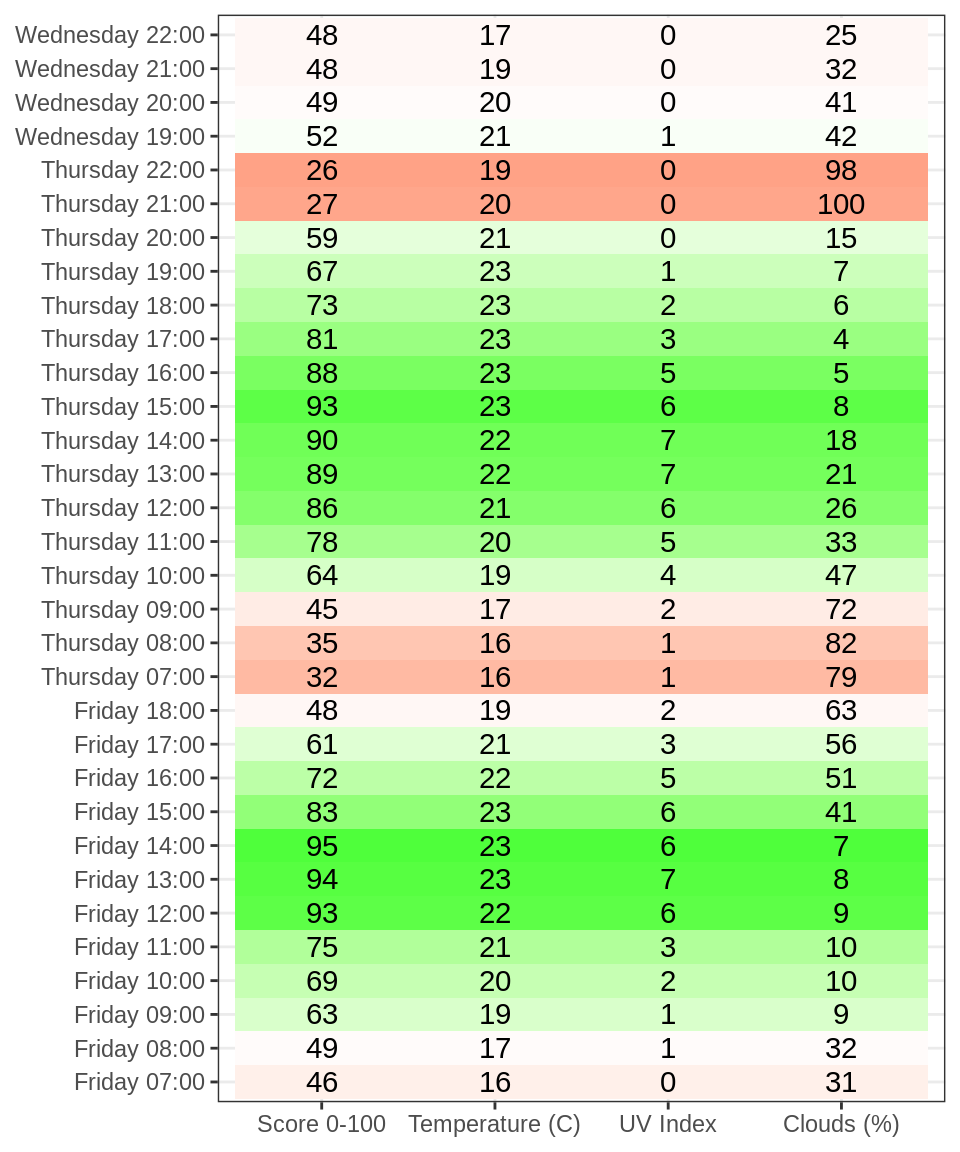 Wednesday 22:00 48 17 0 25
Wednesday 21:00 48 19 0 32
Wednesday 20:00 49 20 0 41
Wednesday 19:00 52 21 1 42
Thursday 22:00 26 19 0 98
Thursday 21:00 27 20 0 100
Thursday 20:00 59 21 0 15
Thursday 19:00 67 23 1 7
Thursday 18:00 73 23 2 6
Thursday 17:00 81 23 3 4
Thursday 16:00 88 23 5 5
Thursday 15:00 93 23 6 8
Thursday 14:00 90 22 7 18
Thursday 13:00 89 22 7 21
Thursday 12:00 86 21 6 26
Thursday 11:00 78 20 5 33
Thursday 10:00 64 19 4 47
Thursday 09:00 45 17 2 72
Thursday 08:00 35 16 1 82
Thursday 07:00 32 16 1 79
Friday 18:00 48 19 2 63
Friday 17:00 61 21 3 56
Friday 16:00 72 22 5 51
Friday 15:00 83 23 6 41
Friday 14:00 95 23 6 7
Friday 13:00 94 23 7 8
Friday 12:00 93 22 6 9
Friday 11:00 75 21 3 10
Friday 10:00 69 20 2 10
Friday 09:00 63 19 1 9
Friday 08:00 49 17 1 32
Friday 07:00 46 16 0 31
Score 0-100 Temperature (C) UV Index Clouds (%)